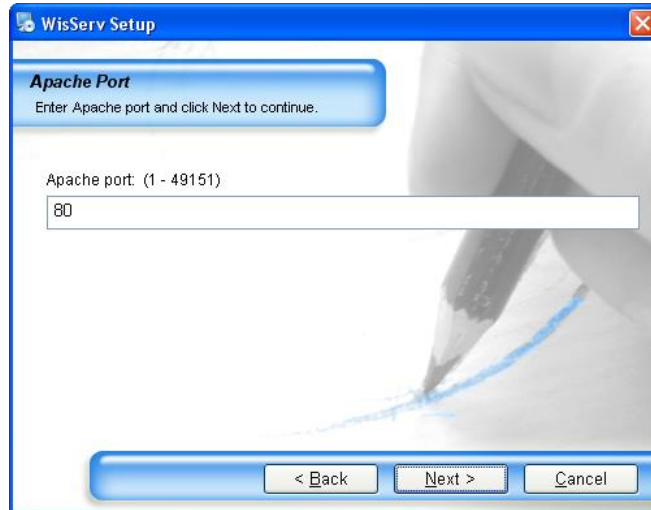 WisServ Setup
Apache Port
Enter Apache port and click Next to continue.
Apache port: (1 - 49151)
80
< Back
Next >
Cancel